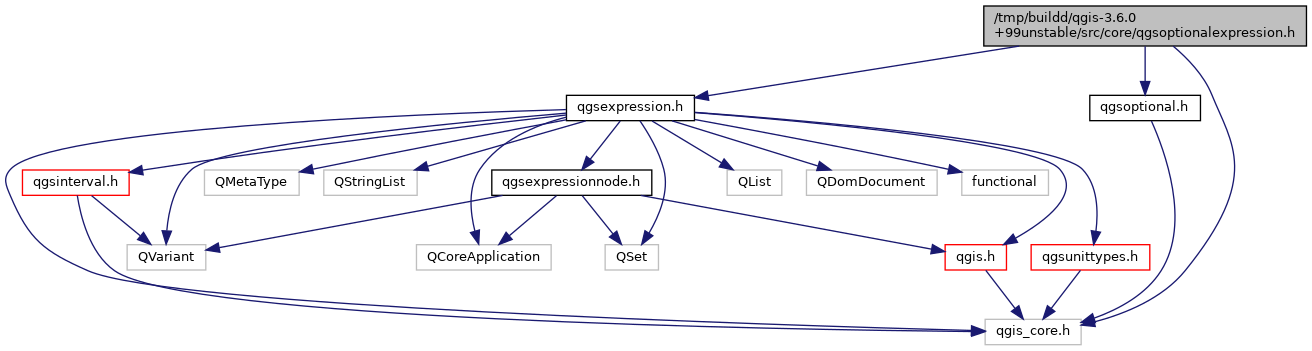 /tmp/buildd/qgis-3.6.0
+99unstable/src/core/qgsoptionalexpression.h
qgsexpression.h
qgsoptional.h
qgsinterval.h
QMetaType
QStringList
qgsexpressionnode.h
QList
QDomDocument
functional
QVariant
QCoreApplication
QSet
qgis.h
qgsunittypes.h
qgis_core.h